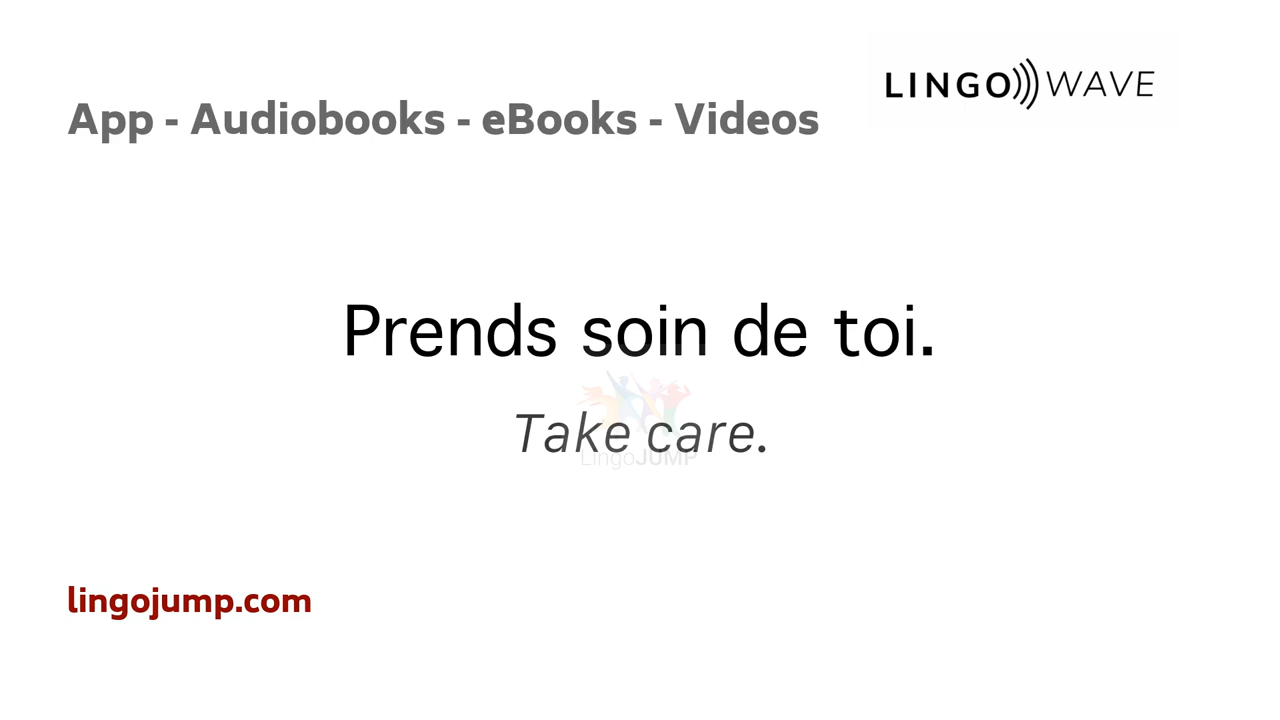 LINGO WAVE
App - Audiobooks - eBooks - Videos
Prends soin de toi.
Take care.
LingoJUMP
lingojump.com